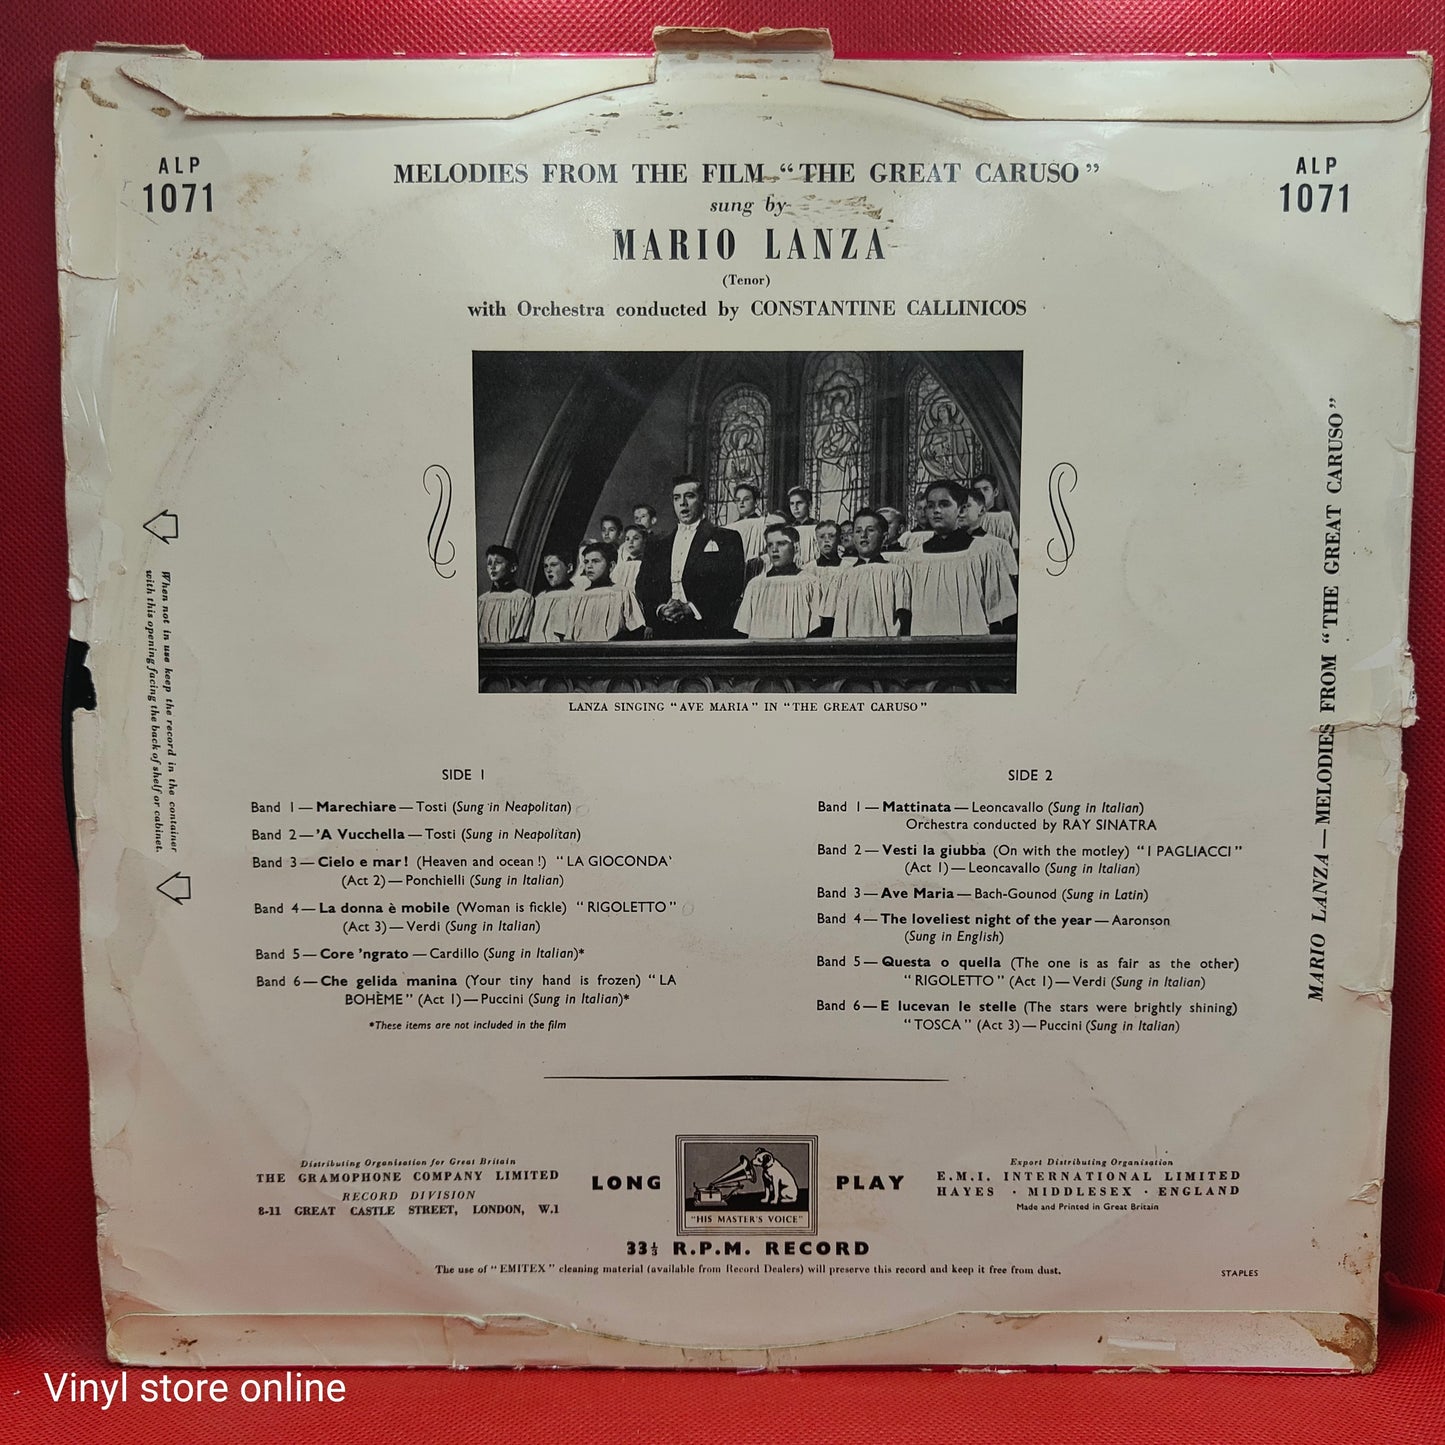 ALP
1071
MELODIES FROM THE FILM “THE GREAT CARUSO”
sung by
MARIO LANZA
(Tenor)
with Orchestra conducted by CONSTANTINE CALLINICOS
ALP
1071
LANZA SINGING “AVE MARIA” IN “THE GREAT CARUSO”
When not in use keep the record in the container
with this opening facing the back of shelf or cabinet.
SIDE 1
Band 1—Marechiare—Tosti (Sung in Neapolitan)
Band 2—’A Vucchella—Tosti (Sung in Neapolitan)
Band 3—Cielo e mar! (Heaven and ocean!) “LA GIOCONDA’
(Act 2)—Ponchielli (Sung in Italian)
Band 4—La donna è mobile (Woman is fickle) “RIGOLETTO”
(Act 3)—Verdi (Sung in Italian)
Band 5—Core ’ngrato—Cardillo (Sung in Italian)*
Band 6—Che gelida manina (Your tiny hand is frozen) “LA
BOHÈME” (Act 1)—Puccini (Sung in Italian)*
*These items are not included in the film
SIDE 2
Band 1—Mattinata—Leoncavallo (Sung in Italian)
Orchestra conducted by RAY SINATRA
Band 2—Vesti la giubba (On with the motley) “I PAGLIACCI”
(Act 1)—Leoncavallo (Sung in Italian)
Band 3—Ave Maria—Bach-Gounod (Sung in Latin)
Band 4—The loveliest night of the year—Aaronson
(Sung in English)
Band 5—Questa o quella (The one is as fair as the other)
“RIGOLETTO” (Act 1)—Verdi (Sung in Italian)
Band 6—E lucevan le stelle (The stars were brightly shining)
“TOSCA” (Act 3)—Puccini (Sung in Italian)
MARIO LANZA—MELODIES FROM “THE GREAT CARUSO”
Distributing Organisation for Great Britain
THE GRAMOPHONE COMPANY LIMITED
RECORD DIVISION
8-11 GREAT CASTLE STREET, LONDON, W.1
LONG PLAY
“HIS MASTER’S VOICE”
33⅓ R.P.M. RECORD
Export Distributing Organisation
E.M.I. INTERNATIONAL LIMITED
HAYES · MIDDLESEX · ENGLAND
Made and Printed in Great Britain
The use of “EMITEX” cleaning material (available from Record Dealers) will preserve this record and keep it free from dust.
STAPLES
Vinyl store online